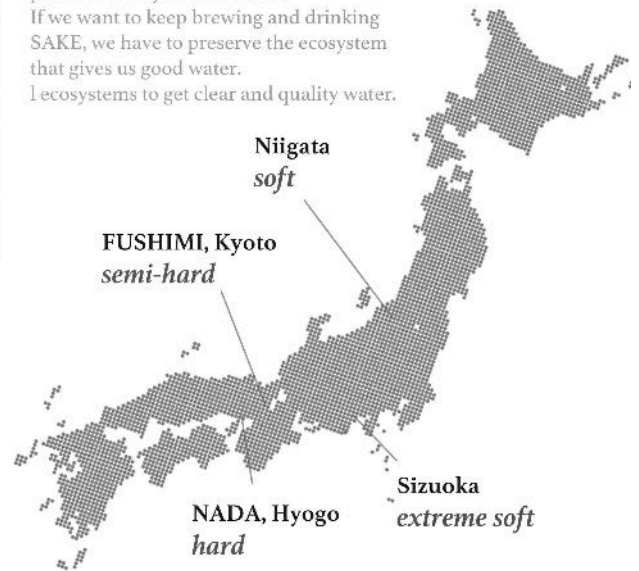 If we want to keep brewing and drinking
SAKE, we have to preserve the ecosystem
that gives us good water.
l ecosystems to get clear and quality water.
Niigata
soft
FUSHIMI, Kyoto
semi-hard
NADA, Hyogo
hard
Sizuoka
extreme soft